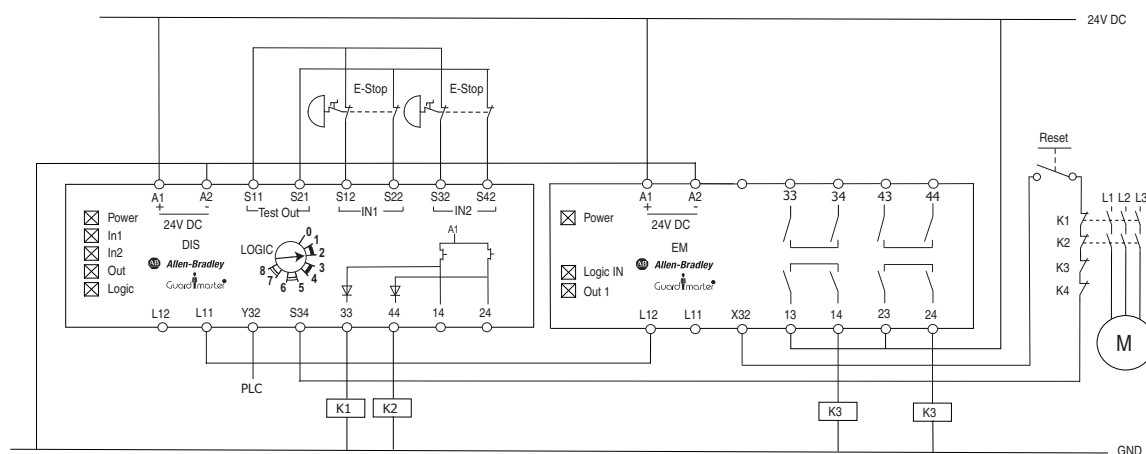 24V DC
E-Stop E-Stop
Reset
A1 A2 S11 S21 S12 S22 S32 S42
+ - Test Out IN1 IN2
24V DC
Power
In1
In2
Out
Logic
DIS
AB Allen-Bradley
Guardmaster
LOGIC
0
1
2
3
4
5
6
7
8
A1
L12 L11 Y32 S34 33 44 14 24
PLC
K1 K2
A1 A2 33 34 43 44
+ -
24V DC
Power
Logic IN
Out 1
EM
AB Allen-Bradley
Guardmaster
L12 L11 X32 13 14 23 24
K3 K3
L1 L2 L3
K1
K2
K3
K4
M
GND